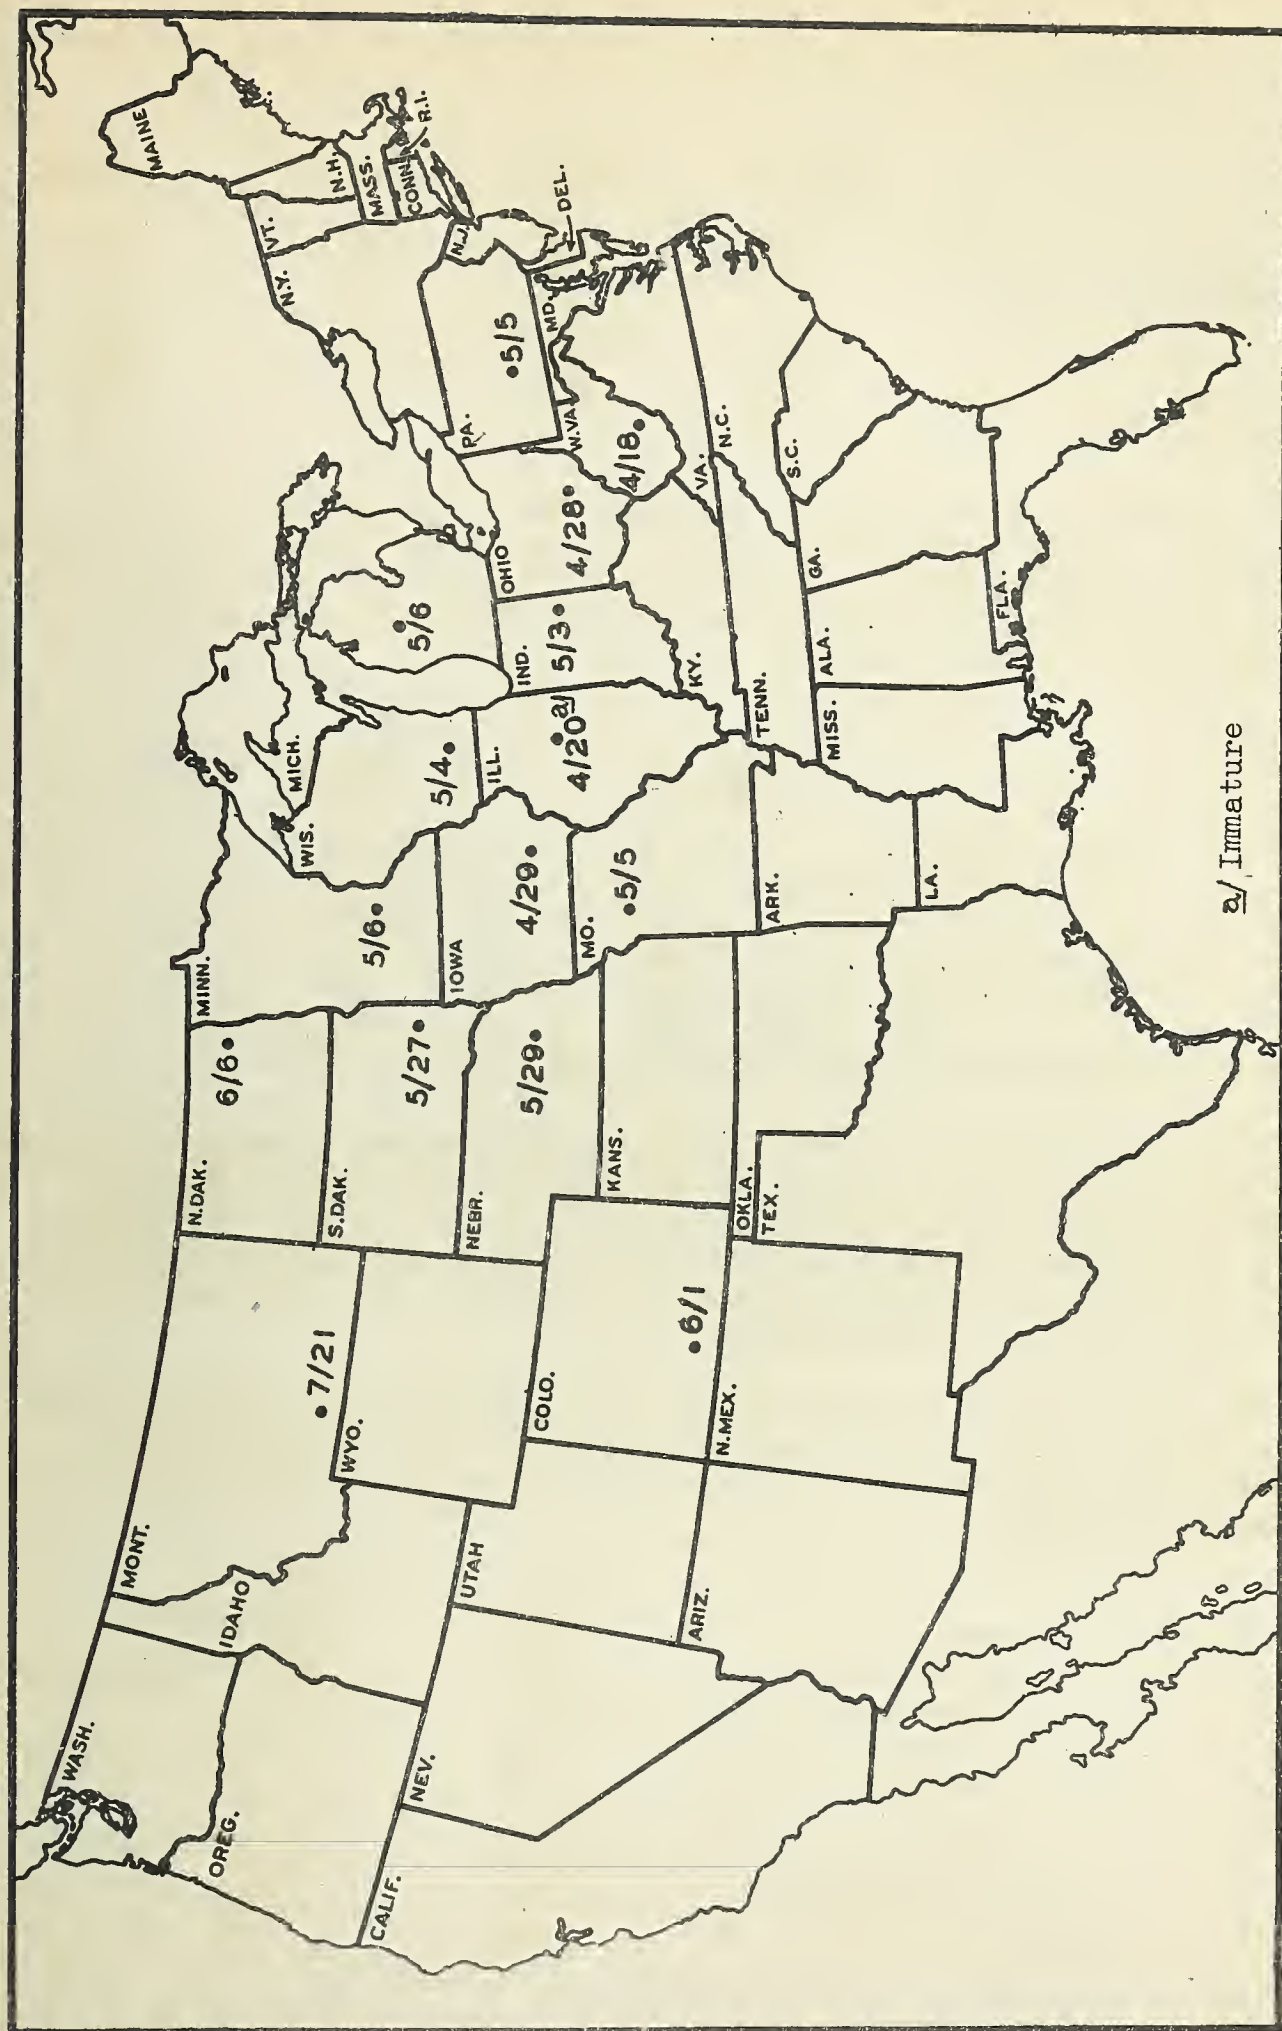 WASH.
MONT.
N.DAK.
MINN.
MAINE
VT.
N.Y.
N.H.
MASS.
CONN.
R.I.
OREG.
IDAHO
WYO.
S.DAK.
WIS.
MICH.
6/6
7/21
5/6
5/6
N.J.
PA.
CALIF.
NEV.
UTAH
NEBR.
IOWA
5/27
5/4
ILL.
IND.
OHIO
5/5
MD.
DEL.
COLO.
5/29
4/29
4/20a/
5/3
4/28
W.VA.
KANS.
MO.
5/5
4/18
ARIZ.
N.MEX.
6/1
KY.
VA.
N.C.
OKLA.
TEX.
ARK.
TENN.
MISS.
ALA.
GA.
S.C.
LA.
FLA.
a/ Immature